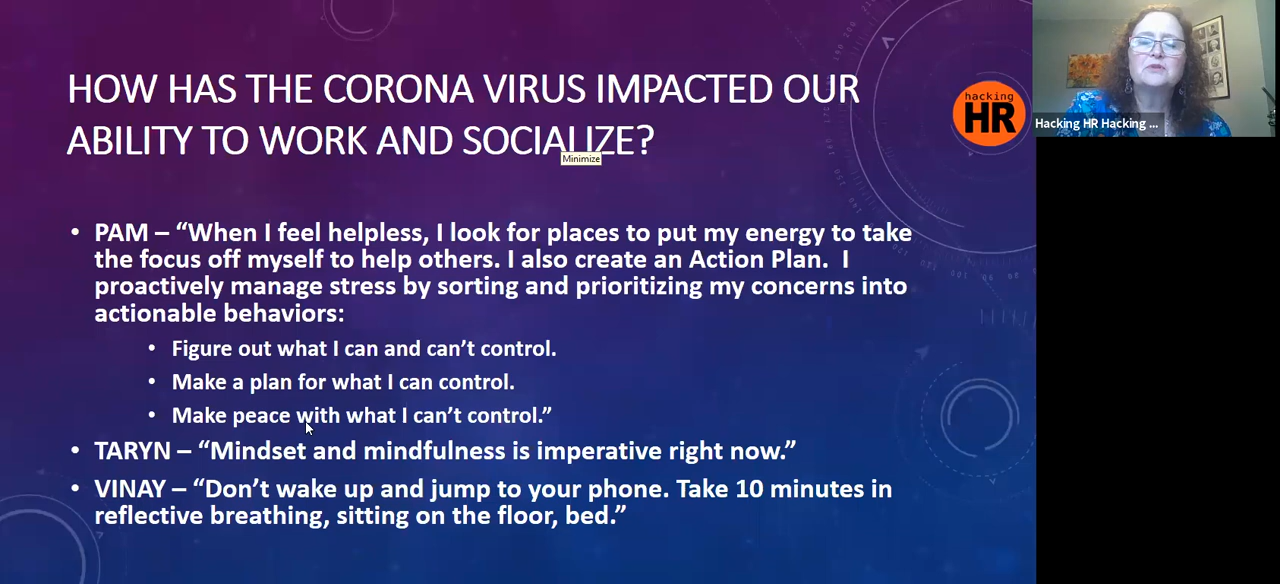 HOW HAS THE CORONA VIRUS IMPACTED OUR
ABILITY TO WORK AND SOCIALIZE?
Minimize
hacking
HR
Hacking HR Hacking ...
• PAM – “When I feel helpless, I look for places to put my energy to take
the focus off myself to help others. I also create an Action Plan.  I
proactively manage stress by sorting and prioritizing my concerns into
actionable behaviors:
• Figure out what I can and can’t control.
• Make a plan for what I can control.
• Make peace with what I can’t control.”
• TARYN – “Mindset and mindfulness is imperative right now.”
• VINAY – “Don’t wake up and jump to your phone. Take 10 minutes in
reflective breathing, sitting on the floor, bed.”